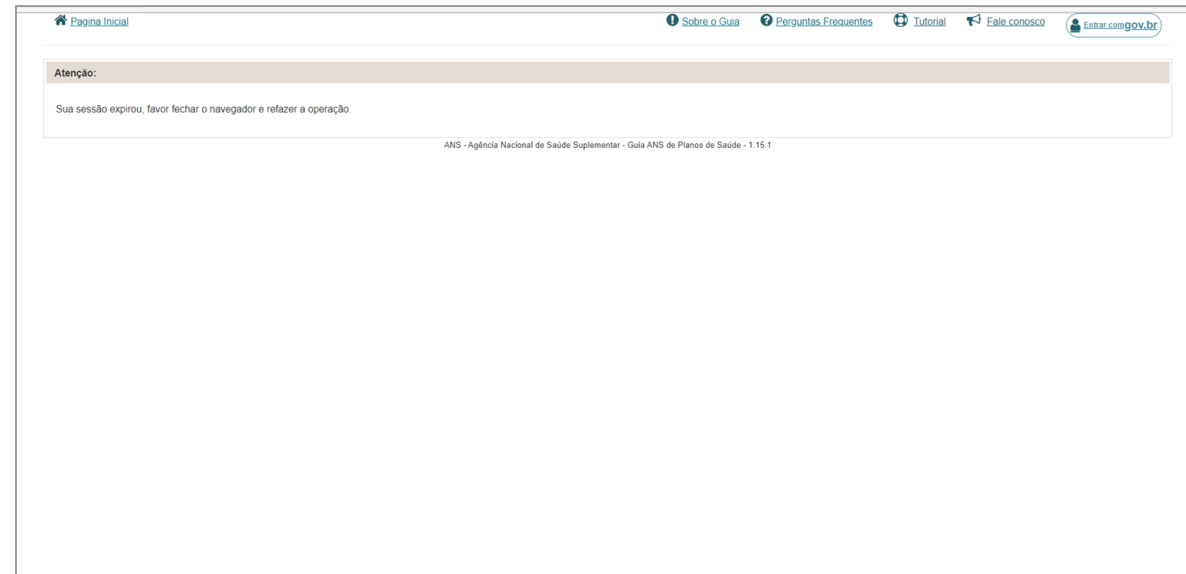 Pagina Inicial
Sobre o Guia
Perguntas Frequentes
Tutorial
Fale conosco
Entrar com gov.br
Atenção:
Sua sessão expirou, favor fechar o navegador e refazer a operação.
ANS - Agência Nacional de Saúde Suplementar - Guia ANS de Planos de Saúde - 1.15.1